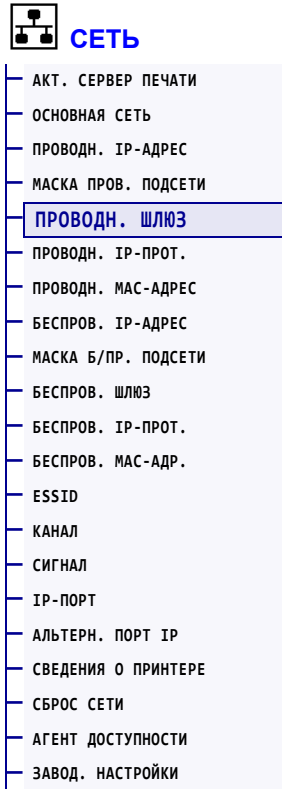 СЕТЬ
АКТ. СЕРВЕР ПЕЧАТИ
ОСНОВНАЯ СЕТЬ
ПРОВОДН. IP-АДРЕС
МАСКА ПРОВ. ПОДСЕТИ
ПРОВОДН. ШЛЮЗ
ПРОВОДН. IP-ПРОТ.
ПРОВОДН. MAC-АДРЕС
БЕСПРОВ. IP-АДРЕС
МАСКА Б/ПР. ПОДСЕТИ
БЕСПРОВ. ШЛЮЗ
БЕСПРОВ. IP-ПРОТ.
БЕСПРОВ. MAC-АДР.
ESSID
КАНАЛ
СИГНАЛ
IP-ПОРТ
АЛЬТЕРН. ПОРТ IP
СВЕДЕНИЯ О ПРИНТЕРЕ
СБРОС СЕТИ
АГЕНТ ДОСТУПНОСТИ
ЗАВОД. НАСТРОЙКИ